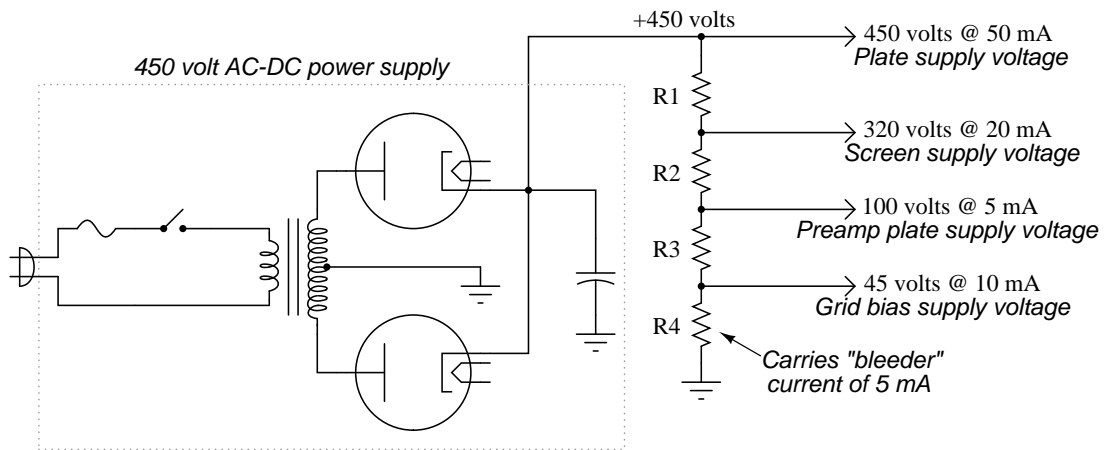 +450 volts
450 volts @ 50 mA
Plate supply voltage
450 volt AC-DC power supply
R1
320 volts @ 20 mA
Screen supply voltage
R2
100 volts @ 5 mA
Preamp plate supply voltage
R3
45 volts @ 10 mA
Grid bias supply voltage
R4
Carries "bleeder"
current of 5 mA